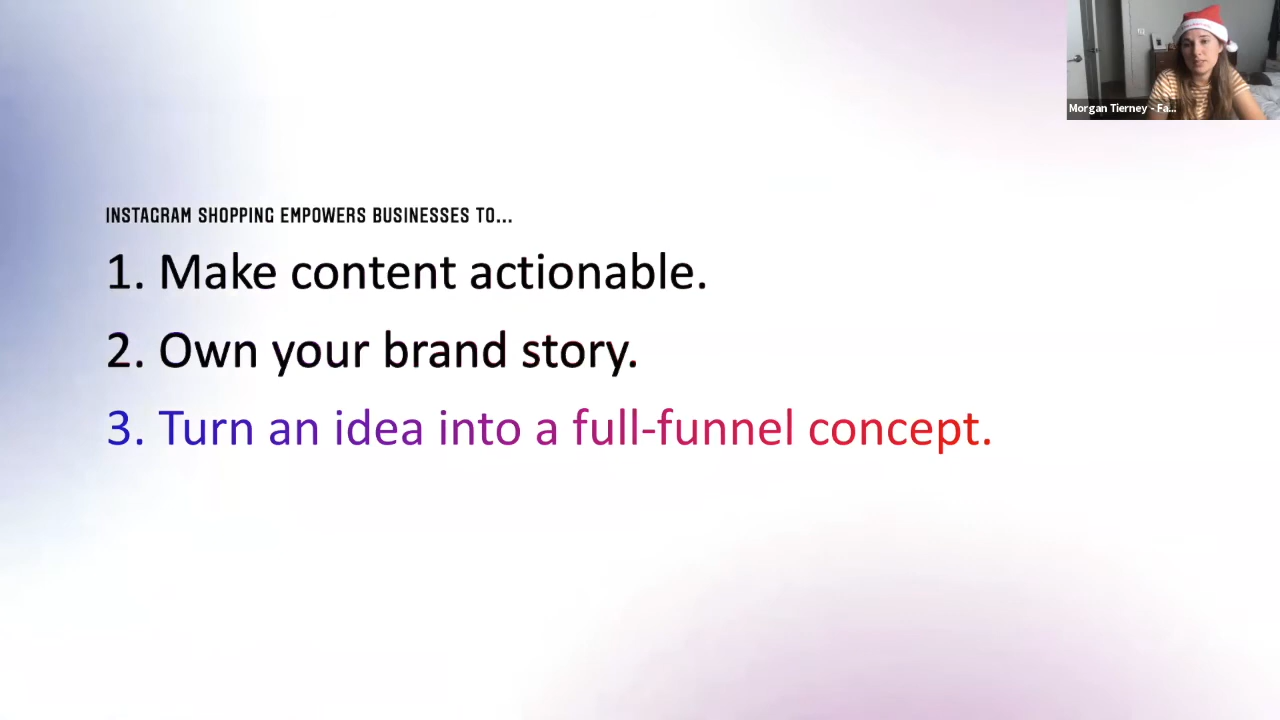 INSTAGRAM SHOPPING EMPOWERS BUSINESSES TO...
1. Make content actionable.
2. Own your brand story.
3. Turn an idea into a full-funnel concept.
Morgan Tierney - Fa...